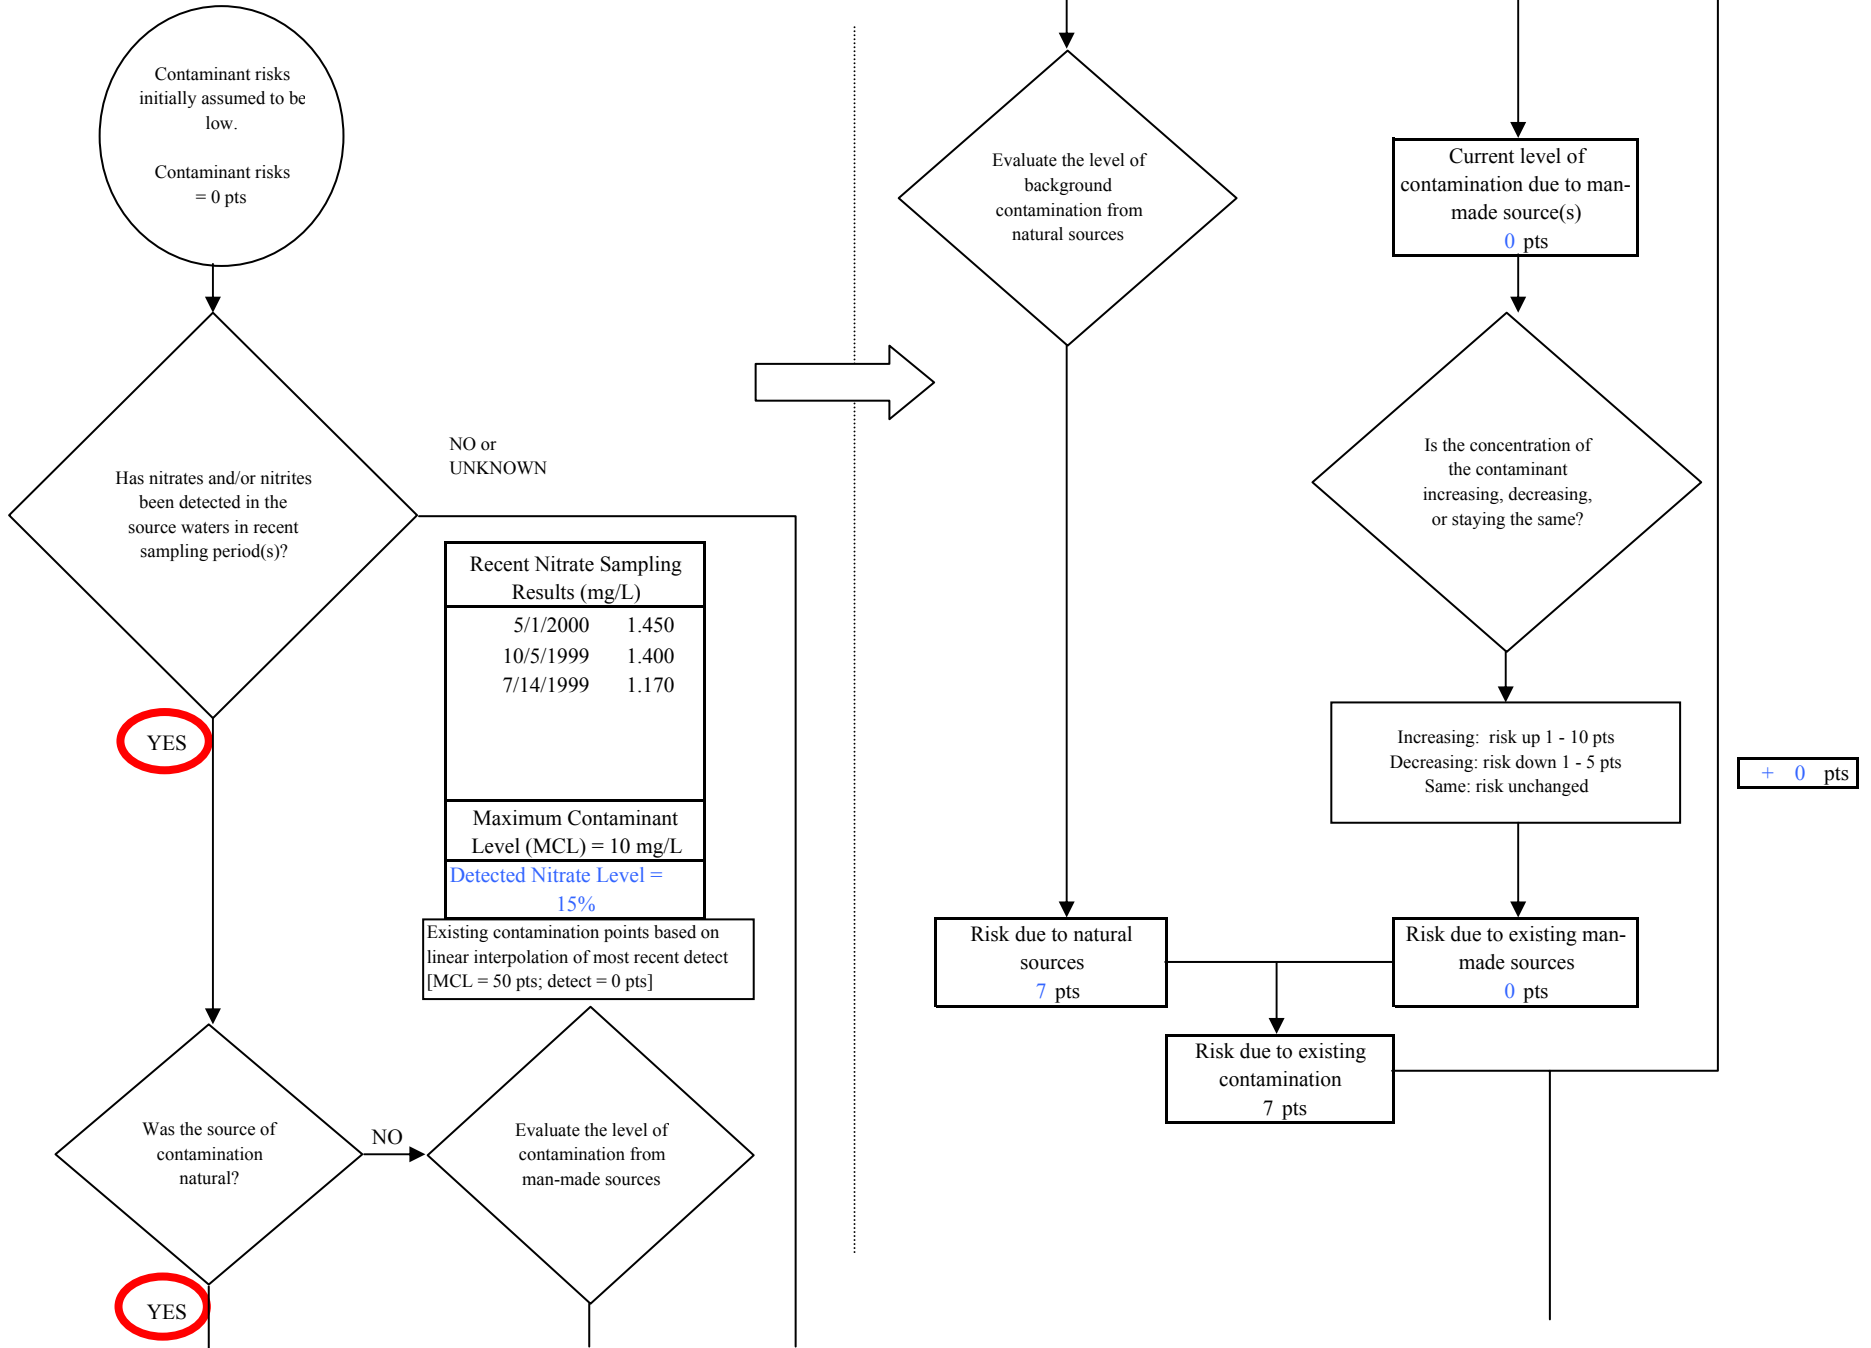 Contaminant risks
initially assumed to be
low.
Contaminant risks
= 0 pts
Has nitrates and/or nitrites
been detected in the
source waters in recent
sampling period(s)?
NO or
UNKNOWN
YES
Recent Nitrate Sampling
Results (mg/L)
5/1/2000 1.450
10/5/1999 1.400
7/14/1999 1.170
Maximum Contaminant
Level (MCL) = 10 mg/L
Detected Nitrate Level =
15%
Existing contamination points based on
linear interpolation of most recent detect
[MCL = 50 pts; detect = 0 pts]
Was the source of
contamination
natural?
NO
Evaluate the level of
contamination from
man-made sources
YES
Evaluate the level of
background
contamination from
natural sources
Current level of
contamination due to man-
made source(s)
0 pts
Is the concentration of
the contaminant
increasing, decreasing,
or staying the same?
Increasing: risk up 1 - 10 pts
Decreasing: risk down 1 - 5 pts
Same: risk unchanged
+ 0 pts
Risk due to natural
sources
7 pts
Risk due to existing man-
made sources
0 pts
Risk due to existing
contamination
7 pts